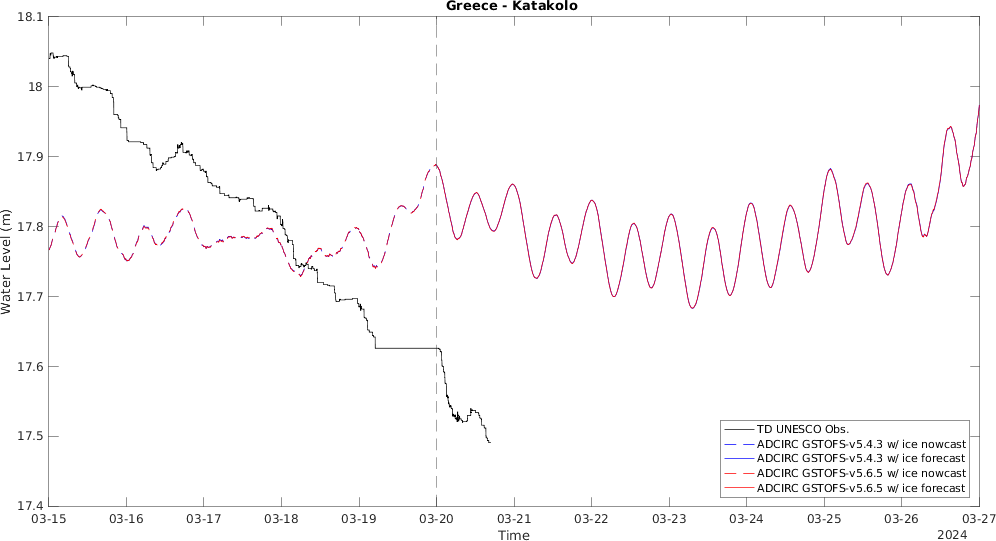 Greece - Katakolo
18.1
18
17.9
17.8
17.7
17.6
17.5
17.4
Water Level (m)
03-15 03-16 03-17 03-18 03-19 03-20 03-21 03-22 03-23 03-24 03-25 03-26 03-27
Time
2024
TD UNESCO Obs.
ADCIRC GSTOFS-v5.4.3 w/ ice nowcast
ADCIRC GSTOFS-v5.4.3 w/ ice forecast
ADCIRC GSTOFS-v5.6.5 w/ ice nowcast
ADCIRC GSTOFS-v5.6.5 w/ ice forecast